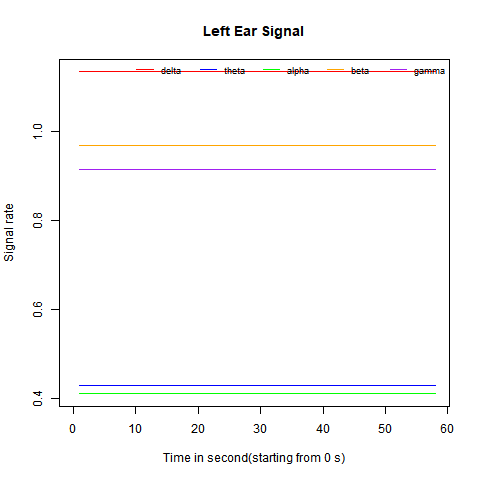 Left Ear Signal
delta theta alpha beta gamma
1.0
0.8
0.6
0.4
Signal rate
0 10 20 30 40 50 60
Time in second(starting from 0 s)